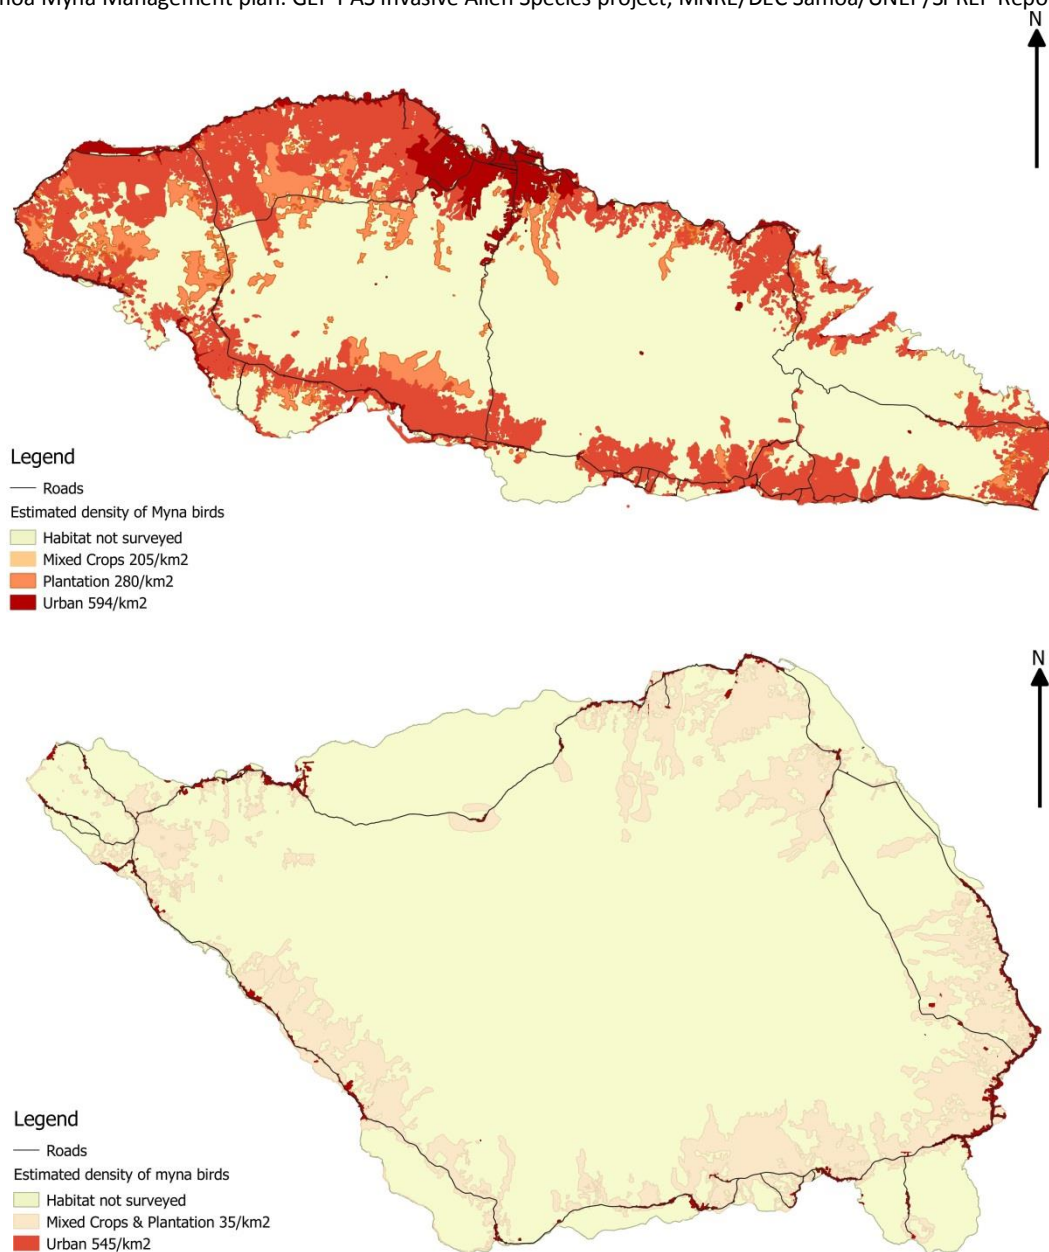 Myna Management plan. GEF-PAS Invasive Alien Species project, MNRE/DEC Samoa/UNEP/SPREP
N
Legend
Roads
Estimated density of Myna birds
Habitat not surveyed
Mixed Crops 205/km2
Plantation 280/km2
Urban 594/km2
N
Legend
Roads
Estimated density of myna birds
Habitat not surveyed
Mixed Crops & Plantation 35/km2
Urban 545/km2